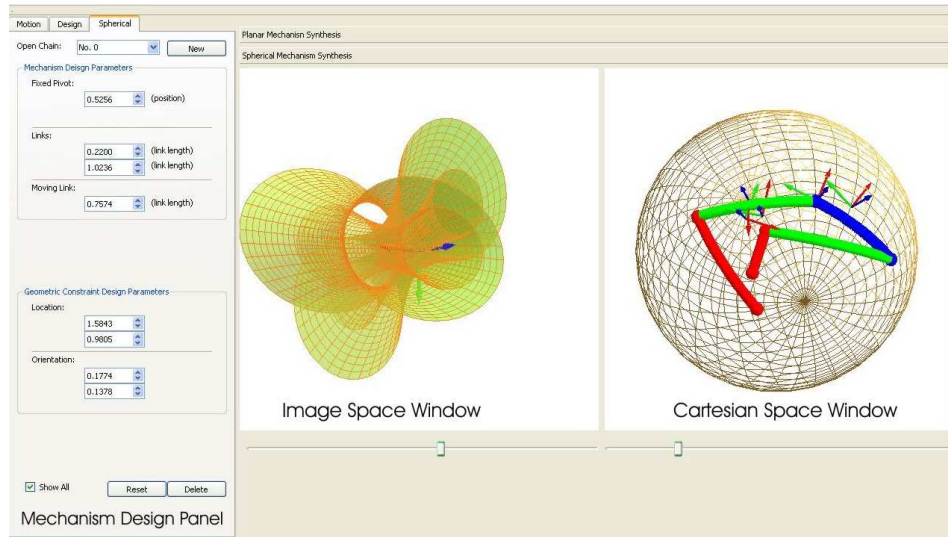 Motion Design Spherical
Open Chain: No. 0 New
Mechanism Deisgn Parameters
Fixed Pivot:
0.5256 (position)
Links:
0.2200 (link length)
1.0236 (link length)
Moving Link:
0.7574 (link length)
Geometric Constraint Design Parameters
Location:
1.5843
0.9805
Orientation:
0.1774
0.1378
Show All Reset Delete
Mechanism Design Panel
Planar Mechanisn Synthesis
Spherical Mechanism Synthesis
Image Space Window
Cartesian Space Window